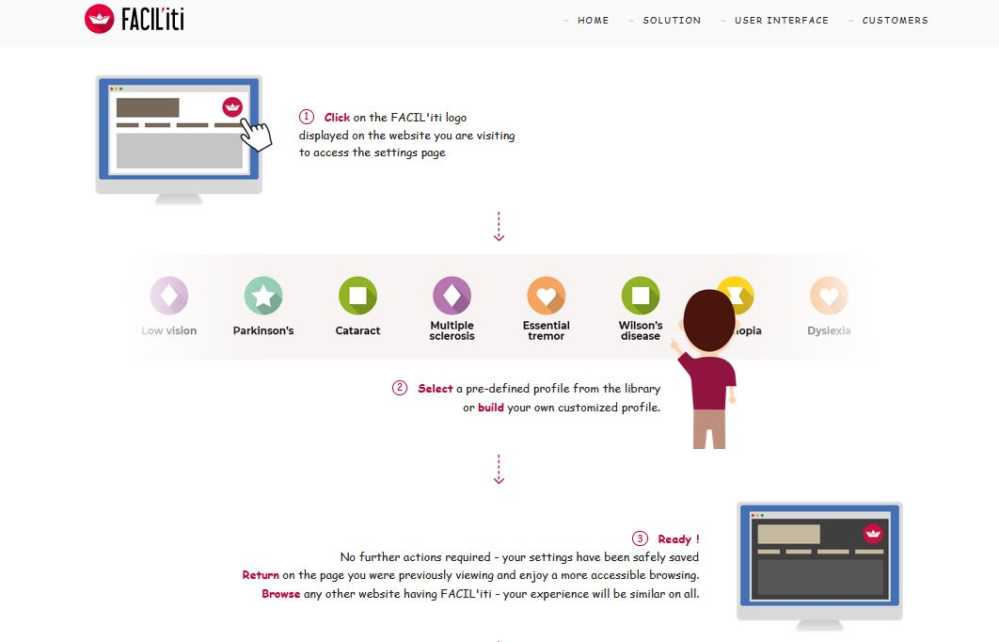 FACIL'iti
HOME
SOLUTION
USER INTERFACE
CUSTOMERS
1 Click on the FACIL'iti logo
displayed on the website you are visiting
to access the settings page
Low vision
Parkinson's
Cataract
Multiple
sclerosis
Essential
tremor
Wilson's
disease
Dyslexia
2 Select a pre-defined profile from the library
or build your own customized profile.
3 Ready !
No further actions required - your settings have been safely saved
Return on the page you were previously viewing and enjoy a more accessible browsing.
Browse any other website having FACIL'iti - your experience will be similar on all.